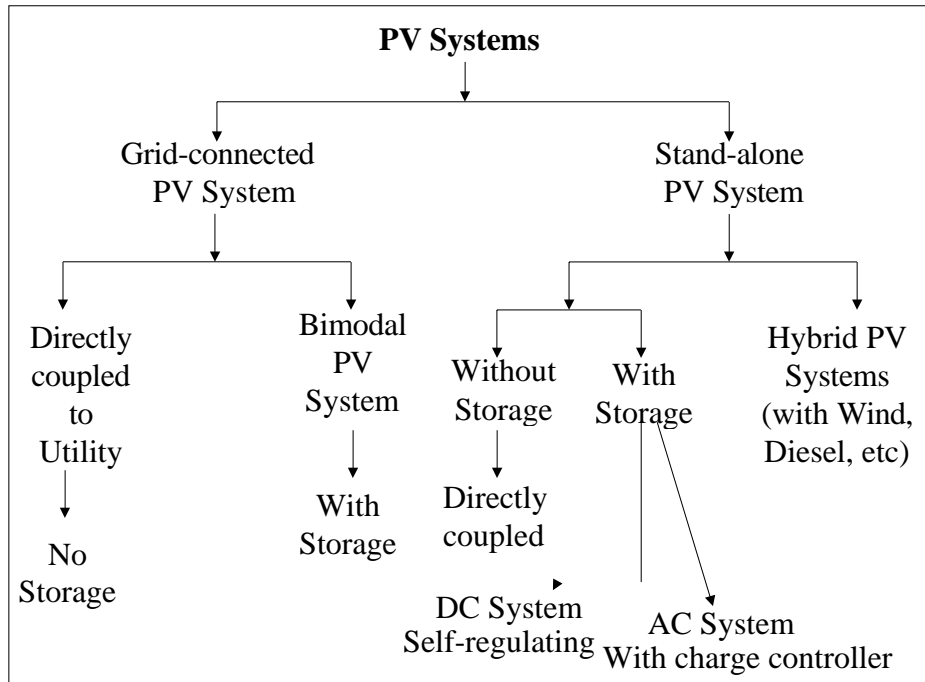 PV Systems
Grid-connected
PV System
Stand-alone
PV System
Directly
coupled
to
Utility
No
Storage
Bimodal
PV
System
With
Storage
Without
Storage
Directly
coupled
With
Storage
DC System
Self-regulating
AC System
With charge controller
Hybrid PV
Systems
(with Wind,
Diesel, etc)